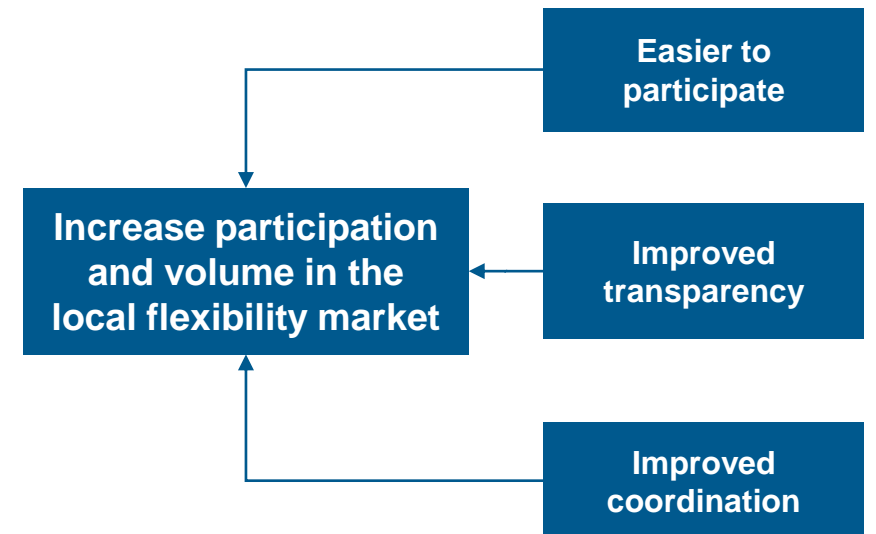 Easier to
participate
Increase participation
and volume in the
local flexibility market
Improved
transparency
Improved
coordination